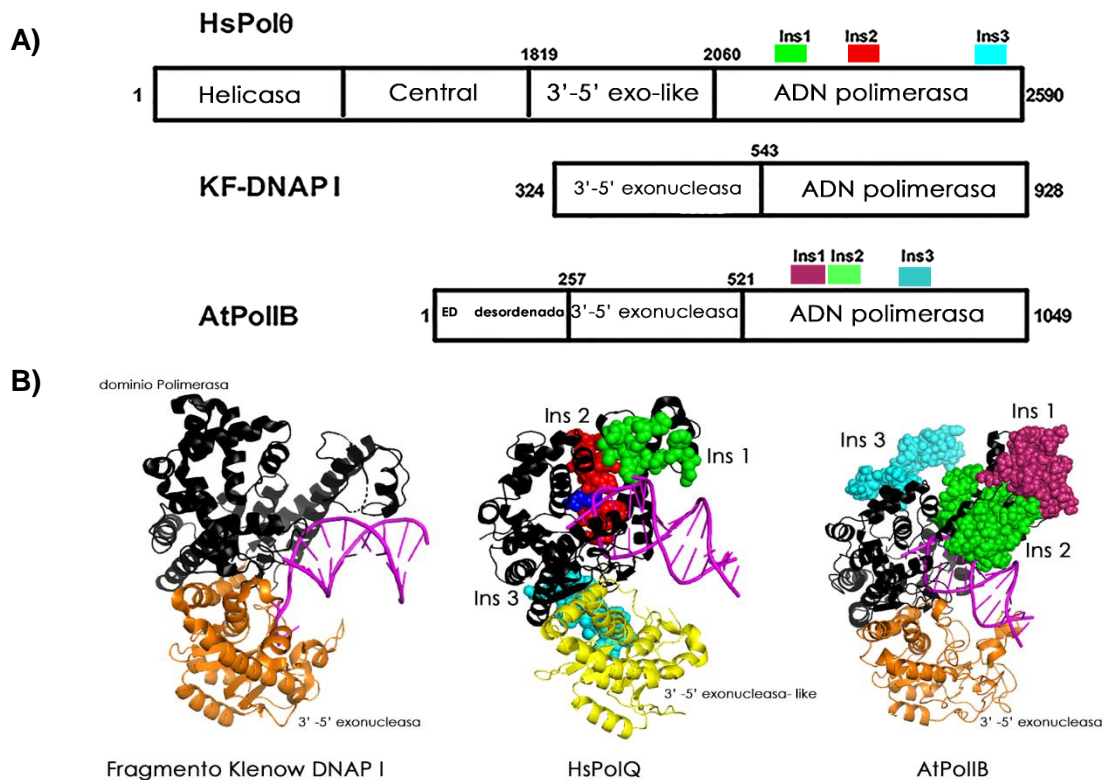 A)
HsPolθ
Ins1 Ins2 Ins3
1819 2060
1 Helicasa Central 3’-5’ exo-like ADN polimerasa 2590
KF-DNAP I
543
324 3’-5’ exonucleasa ADN polimerasa 928
Ins1 Ins2 Ins3
257 521
AtPolIB
1 ED desordenada 3’-5’ exonucleasa ADN polimerasa 1049
B)
dominio Polimerasa
3’ -5’ exonucleasa
Fragmento Klenow DNAP I
Ins 2
Ins 1
Ins 3
3’ -5’ exonucleasa- like
HsPolQ
Ins 1
Ins 3
Ins 2
3’ -5’ exonucleasa
AtPolIB